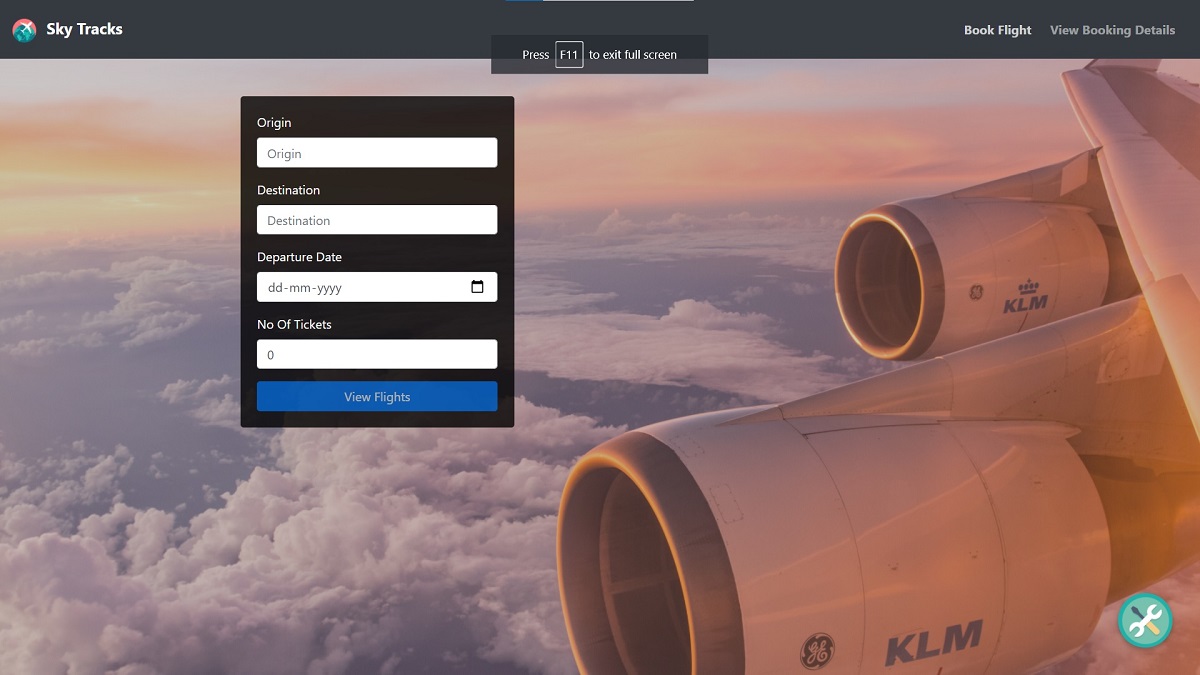 Sky Tracks
Book Flight
View Booking Details
Press F11 to exit full screen
Origin
Origin
Destination
Destination
Departure Date
dd-mm-yyyy
No Of Tickets
0
View Flights
KLM
GE
KLM